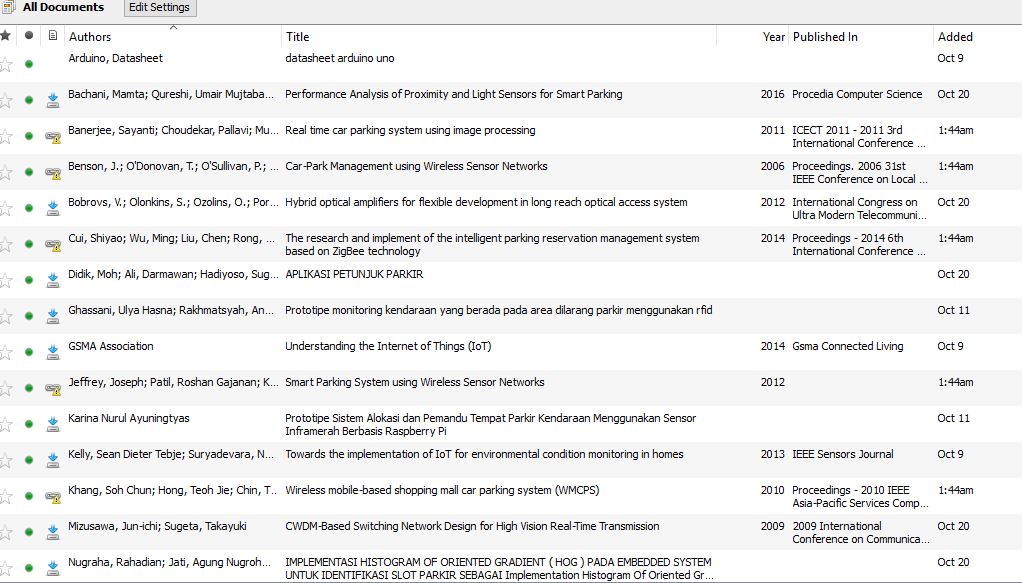 All Documents Edit Settings
Authors Title Year Published In Added
Arduino, Datasheet datasheet arduino uno Oct 9
Bachani, Mamta; Qureshi, Umair Mujtaba... Performance Analysis of Proximity and Light Sensors for Smart Parking 2016 Procedia Computer Science Oct 20
Banerjee, Sayanti; Choudekar, Pallavi; Mu... Real time car parking system using image processing 2011 ICECT 2011 - 2011 3rd 1:44am
International Conference ...
Benson, J.; O'Donovan, T.; O'Sullivan, P.; ... Car-Park Management using Wireless Sensor Networks 2006 Proceedings. 2006 31st 1:44am
IEEE Conference on Local ...
Bobrovs, V.; Olonkins, S.; Ozolins, O.; Por... Hybrid optical amplifiers for flexible development in long reach optical access system 2012 International Congress on Oct 20
Ultra Modern Telecommuni...
Cui, Shiyao; Wu, Ming; Liu, Chen; Rong, ... The research and implement of the intelligent parking reservation management system 2014 Proceedings - 2014 6th 1:44am
based on ZigBee technology International Conference ...
Didik, Moh; Ali, Darmawan; Hadiyoso, Sug... APLIKASI PETUNJUK PARKIR Oct 20
Ghassani, Ulya Hasna; Rakhmatsyah, An... Prototipe monitoring kendaraan yang berada pada area dilarang parkir menggunakan rfid Oct 11
GSMA Association Understanding the Internet of Things (IoT) 2014 Gsma Connected Living Oct 9
Jeffrey, Joseph; Patil, Roshan Gajanan; K... Smart Parking System using Wireless Sensor Networks 2012 1:44am
Karina Nurul Ayuningtyas Prototipe Sistem Alokasi dan Pemandu Tempat Parkir Kendaraan Menggunakan Sensor Oct 11
Inframerah Berbasis Raspberry Pi
Kelly, Sean Dieter Tebje; Suryadevara, N... Towards the implementation of IoT for environmental condition monitoring in homes 2013 IEEE Sensors Journal Oct 9
Khang, Soh Chun; Hong, Teoh Jie; Chin, T... Wireless mobile-based shopping mall car parking system (WMCPS) 2010 Proceedings - 2010 IEEE 1:44am
Asia-Pacific Services Comp...
Mizusawa, Jun-ichi; Sugeta, Takayuki CWDM-Based Switching Network Design for High Vision Real-Time Transmission 2009 2009 International Oct 20
Conference on Communica...
Nugraha, Rahadian; Jati, Agung Nugroh... IMPLEMENTASI HISTOGRAM OF ORIENTED GRADIENT ( HOG ) PADA EMBEDDED SYSTEM Oct 20
UNTUK IDENTIFIKASI SLOT PARKIR SEBAGAI Implementation Histogram Of Oriented Gr...